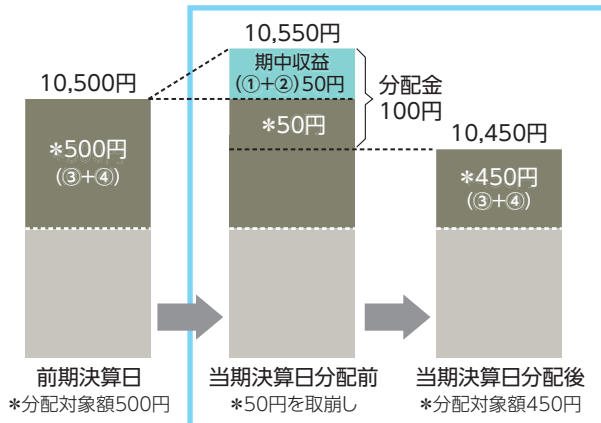 10,500円
*500円
(③+④)
前期決算日
*分配対象額500円
10,550円
期中収益
(①+②)50円
*50円
分配金
100円
当期決算日分配前
*50円を取崩し
10,450円
*450円
(③+④)
当期決算日分配後
*分配対象額450円